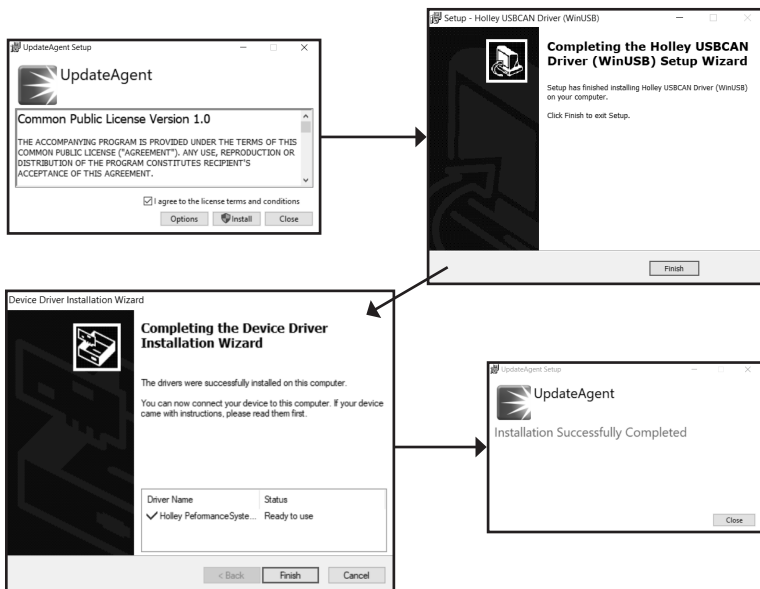 UpdateAgent Setup
UpdateAgent
Common Public License Version 1.0
THE ACCOMPANYING PROGRAM IS PROVIDED UNDER THE TERMS OF THIS
COMMON PUBLIC LICENSE ("AGREEMENT"). ANY USE, REPRODUCTION OR
DISTRIBUTION OF THE PROGRAM CONSTITUTES RECIPIENT'S
ACCEPTANCE OF THIS AGREEMENT.
I agree to the license terms and conditions
Options Install Close
Setup - Holley USBCAN Driver (WinUSB)
Completing the Holley USBCAN
Driver (WinUSB) Setup Wizard
Setup has finished installing Holley USBCAN Driver (WinUSB)
on your computer.
Click Finish to exit Setup.
Finish
Device Driver Installation Wizard
Completing the Device Driver
Installation Wizard
The drivers were successfully installed on this computer.
You can now connect your device to this computer. If your device
came with instructions, please read them first.
Driver Name Status
Holley PeformanceSyste... Ready to use
< Back Finish Cancel
UpdateAgent Setup
UpdateAgent
Installation Successfully Completed
Close